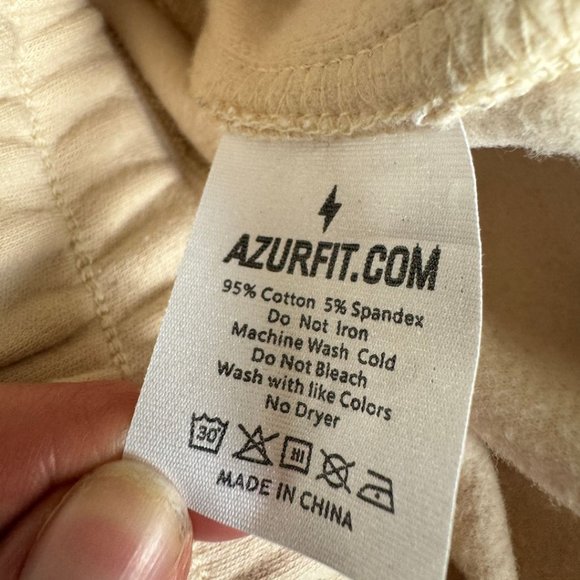 AZURFIT.COM
95% Cotton 5% Spandex
Do Not Iron
Machine Wash Cold
Do Not Bleach
Wash with like Colors
No Dryer
30°
MADE IN CHINA